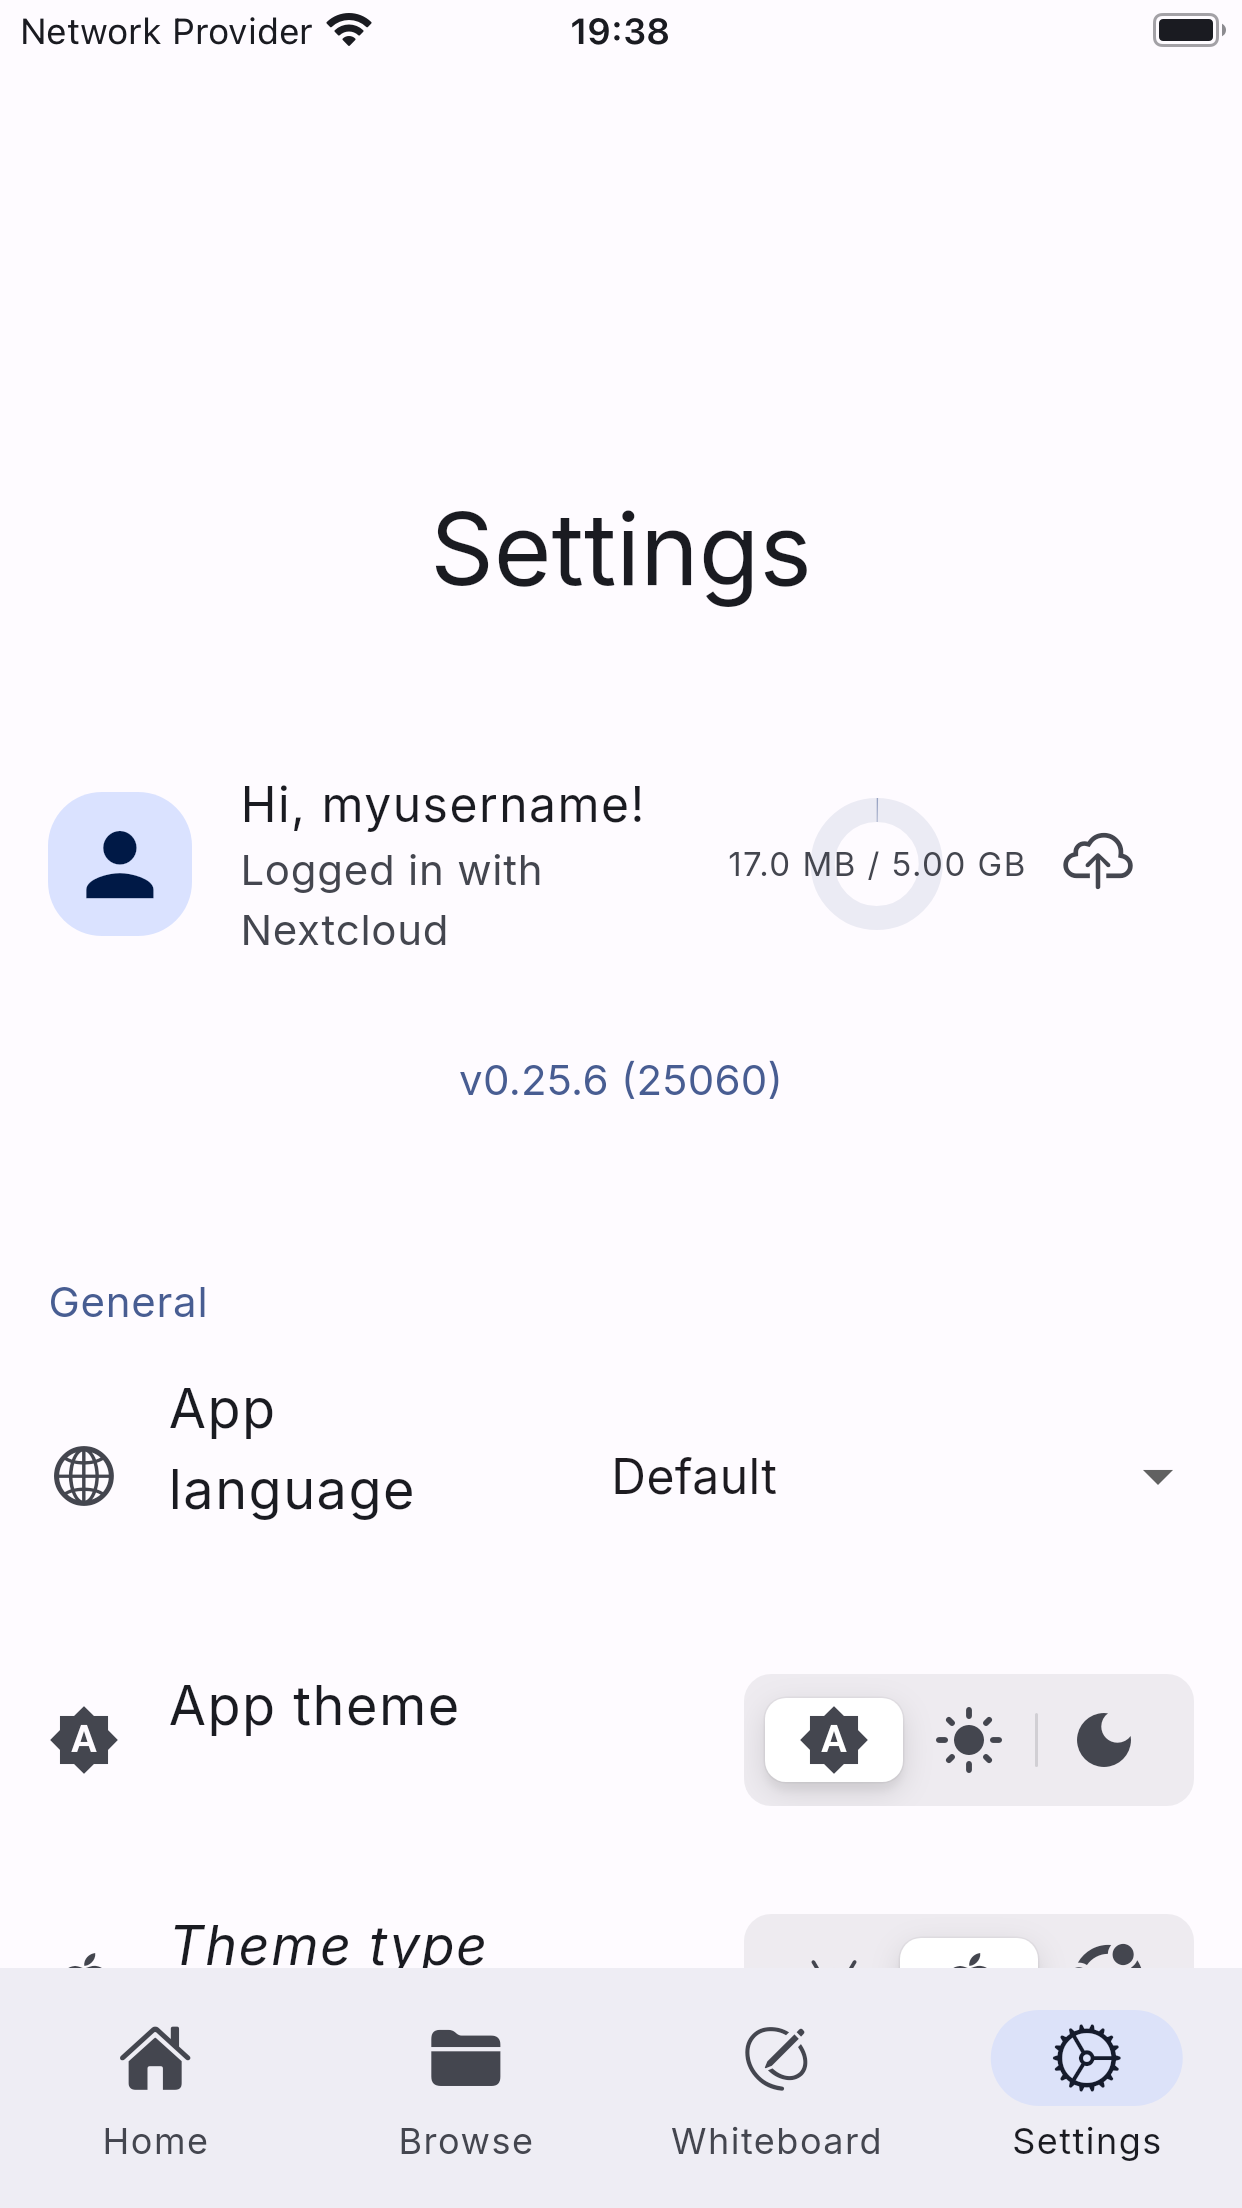 Network Provider
19:38
Settings
Hi, myusername!
Logged in with
Nextcloud
17.0 MB / 5.00 GB
v0.25.6 (25060)
General
App
language
Default
App theme
A
A
Theme type
Home
Browse
Whiteboard
Settings